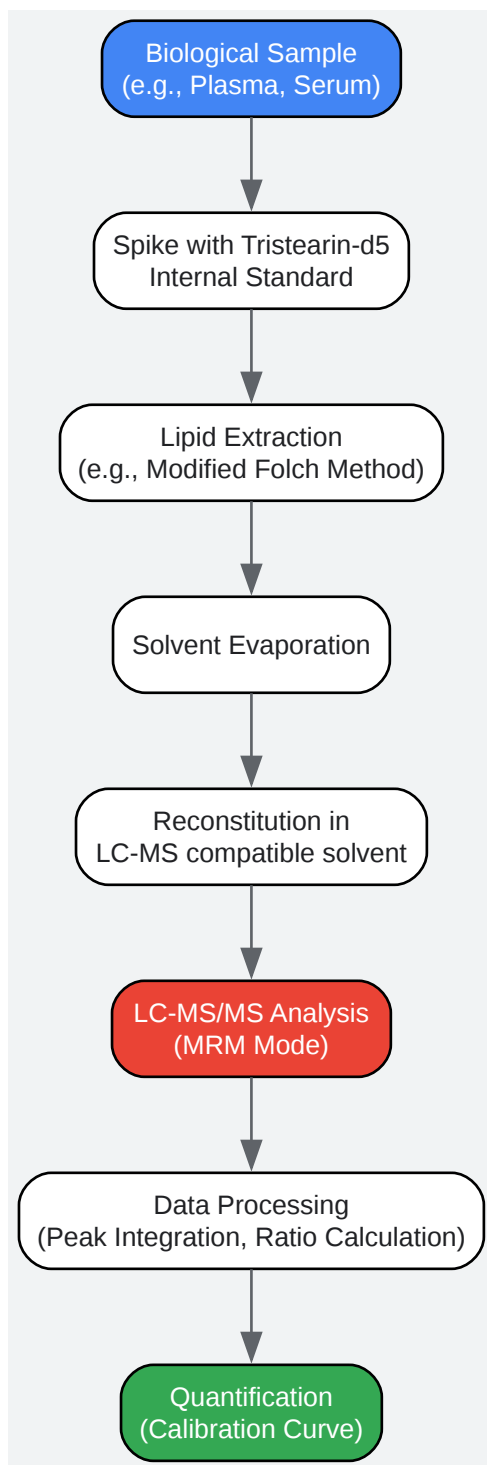 Biological Sample
(e.g., Plasma, Serum)
Spike with Tristearin-d5
Internal Standard
Lipid Extraction
(e.g., Modified Folch Method)
Solvent Evaporation
Reconstitution in
LC-MS compatible solvent
LC-MS/MS Analysis
(MRM Mode)
Data Processing
(Peak Integration, Ratio Calculation)
Quantification
(Calibration Curve)